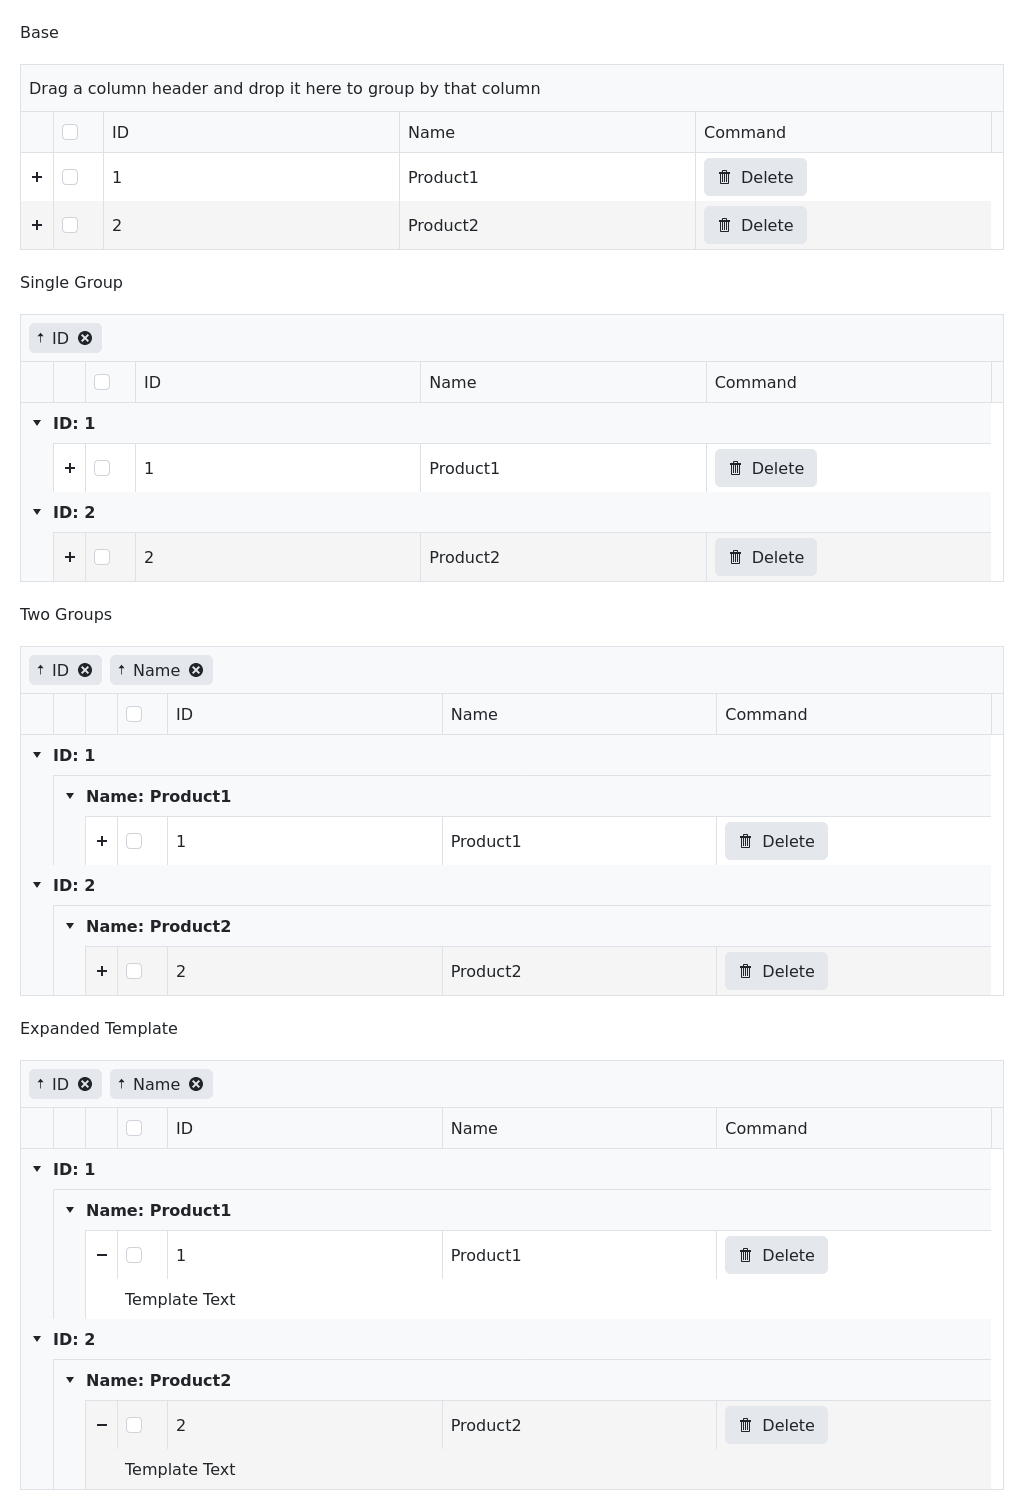 Base
Drag a column header and drop it here to group by that column
ID Name Command
1 Product1 Delete
2 Product2 Delete
Single Group
ID
ID Name Command
ID: 1
1 Product1 Delete
ID: 2
2 Product2 Delete
Two Groups
ID Name
ID Name Command
ID: 1
Name: Product1
1 Product1 Delete
ID: 2
Name: Product2
2 Product2 Delete
Expanded Template
ID Name
ID Name Command
ID: 1
Name: Product1
1 Product1 Delete
Template Text
ID: 2
Name: Product2
2 Product2 Delete
Template Text